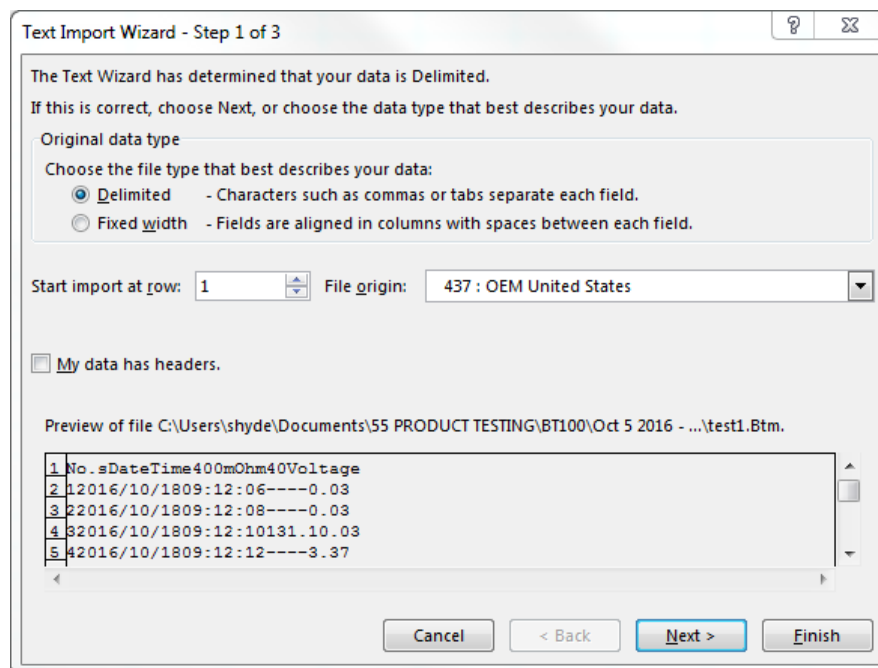 Text Import Wizard - Step 1 of 3
The Text Wizard has determined that your data is Delimited.
If this is correct, choose Next, or choose the data type that best describes your data.
Original data type
Choose the file type that best describes your data:
Delimited - Characters such as commas or tabs separate each field.
Fixed width - Fields are aligned in columns with spaces between each field.
Start import at row: 1 File origin: 437 : OEM United States
My data has headers.
Preview of file C:\Users\shyde\Documents\55 PRODUCT TESTING\BT100\Oct 5 2016 - ...\test1.Btm.
1 No.sDateTime400mOhm40Voltage
2 12016/10/1809:12:06----0.03
3 22016/10/1809:12:08----0.03
4 32016/10/1809:12:10131.10.03
5 42016/10/1809:12:12----3.37
Cancel < Back Next > Finish